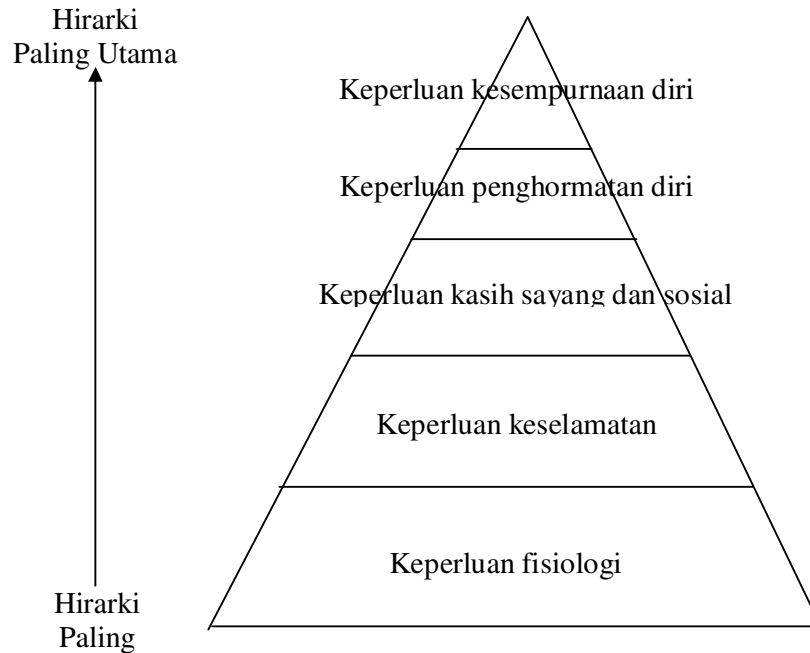 Hirarki
Paling Utama
Keperluan kesempurnaan diri
Keperluan penghormatan diri
Keperluan kasih sayang dan sosial
Keperluan keselamatan
Keperluan fisiologi
Hirarki
Paling